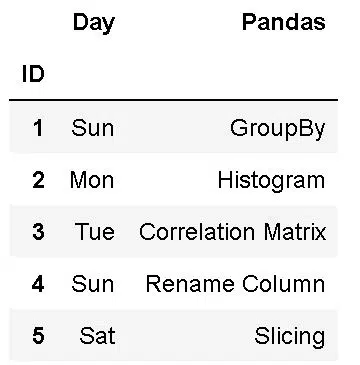 Day Pandas
ID
1 Sun GroupBy
2 Mon Histogram
3 Tue Correlation Matrix
4 Sun Rename Column
5 Sat Slicing